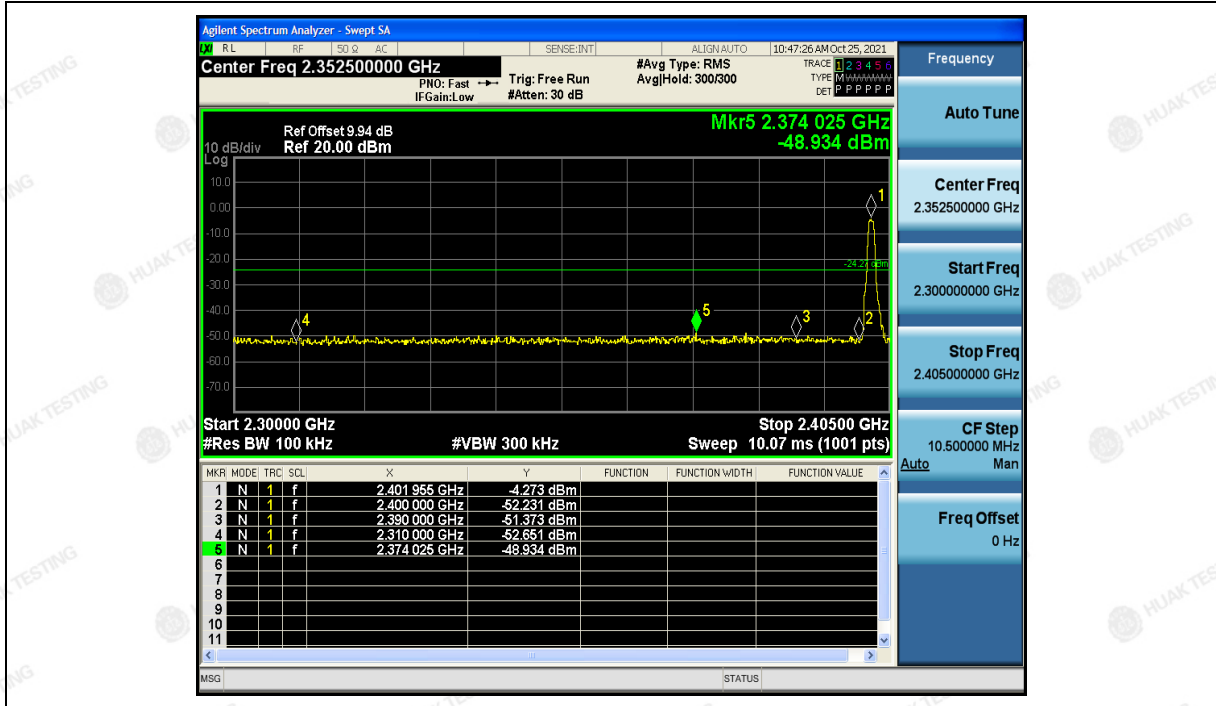 Agilent Spectrum Analyzer - Swept SA
LXI RL RF 50 Ω AC SENSE:INT ALIGN AUTO 10:47:26 AM Oct 25, 2021
Center Freq 2.352500000 GHz
PNO: Fast
IFGain:Low
Trig: Free Run
#Atten: 30 dB
#Avg Type: RMS
Avg|Hold: 300/300
TRACE 1 2 3 4 5 6
TYPE M WWWWW
DET P P P P P P
Frequency
Auto Tune
Center Freq
2.352500000 GHz
Start Freq
2.300000000 GHz
Stop Freq
2.405000000 GHz
CF Step
10.500000 MHz
Auto Man
Freq Offset
0 Hz
Mkr5 2.374 025 GHz
-48.934 dBm
Ref Offset 9.94 dB
10 dB/div Ref 20.00 dBm
Log
10.0
0.00
-10.0
-20.0
-30.0
-40.0
-50.0
-60.0
-70.0
1
-24.27 dBm
4
5
3
2
Start 2.30000 GHz Stop 2.40500 GHz
#Res BW 100 kHz #VBW 300 kHz Sweep 10.07 ms (1001 pts)
MKR MODE TRC SCL X Y FUNCTION FUNCTION WIDTH FUNCTION VALUE
1 N 1 f 2.401 955 GHz -4.273 dBm
2 N 1 f 2.400 000 GHz -52.231 dBm
3 N 1 f 2.390 000 GHz -51.373 dBm
4 N 1 f 2.310 000 GHz -52.651 dBm
5 N 1 f 2.374 025 GHz -48.934 dBm
6
7
8
9
10
11
MSG STATUS
HUAK TESTING